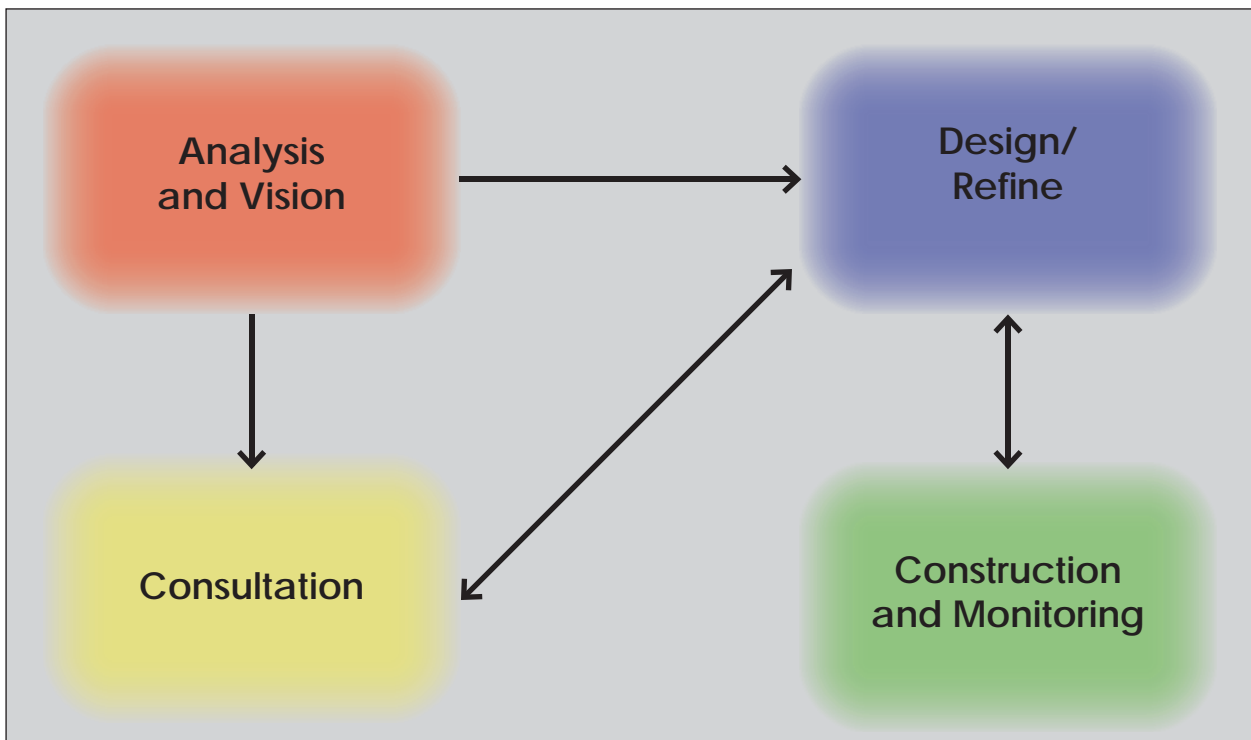 Analysis
and Vision
Design/
Refine
Consultation
Construction
and Monitoring